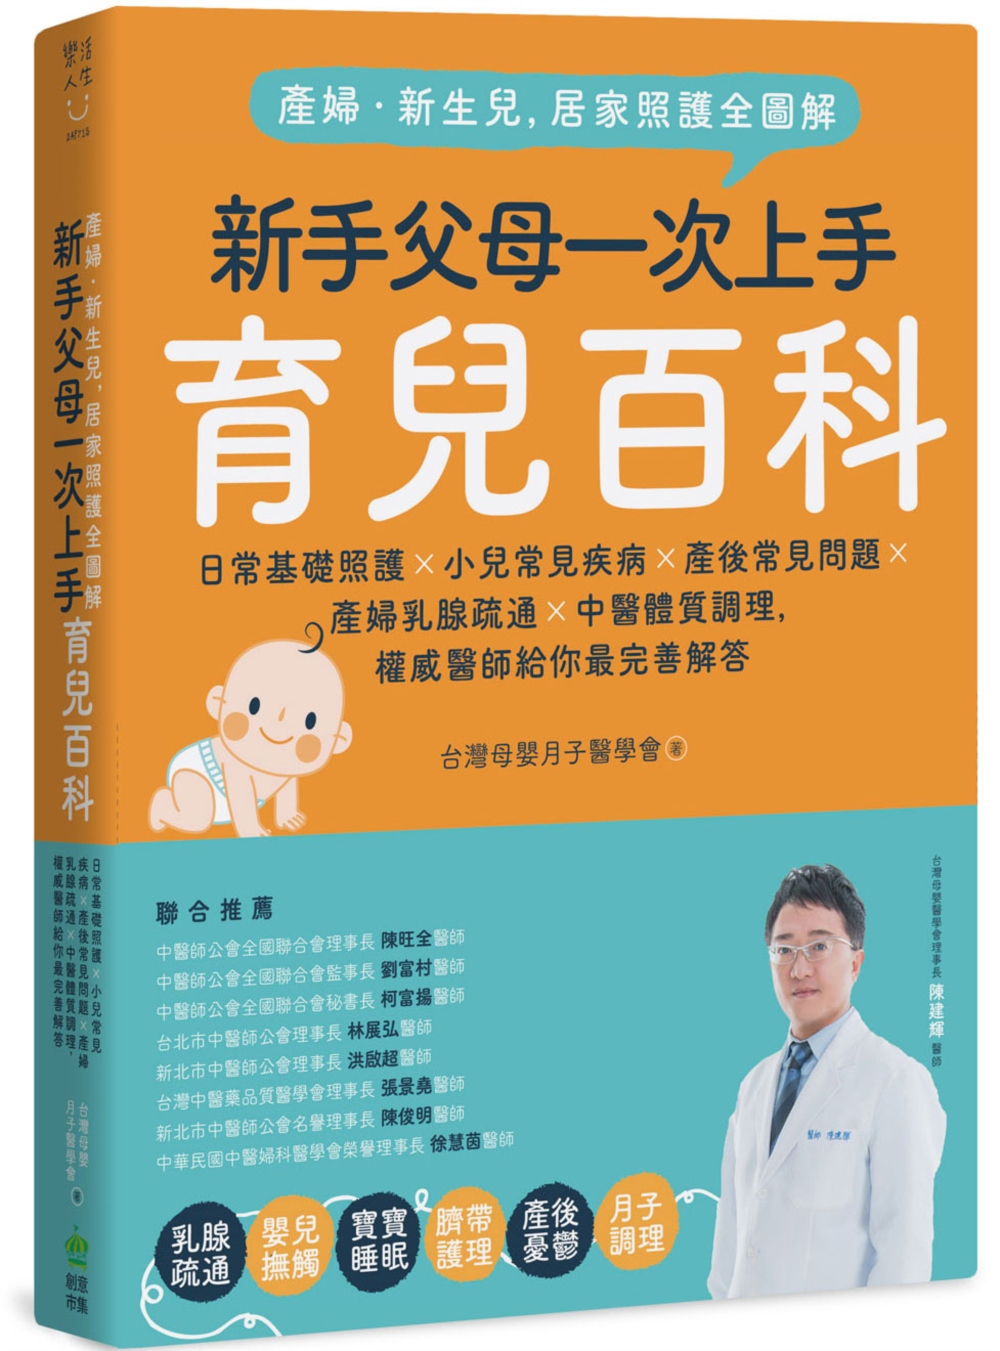 產婦．新生兒，居家照護全圖解
新手父母一次上手
育兒百科
日常基礎照護×小兒常見疾病×產後常見問題×
產婦乳腺疏通×中醫體質調理，
權威醫師給你最完善解答
台灣母嬰月子醫學會 著
聯合推薦
中醫師公會全國聯合會理事長 陳旺全醫師
中醫師公會全國聯合會監事長 劉富村醫師
中醫師公會全國聯合會秘書長 柯富揚醫師
台北市中醫師公會理事長 林展弘醫師
新北市中醫師公會理事長 洪啟超醫師
台灣中醫藥品質醫學會理事長 張景堯醫師
新北市中醫師公會名譽理事長 陳俊明醫師
中華民國中醫婦科醫學會榮譽理事長 徐慧茵醫師
台灣母嬰醫學會理事長 陳建輝 醫師
醫師 陳建輝
乳腺
疏通
嬰兒
撫觸
寶寶
睡眠
臍帶
護理
產後
憂鬱
月子
調理
樂活
人生
2AF715
產婦．新生兒，居家照護全圖解
新手父母一次上手
育兒百科
日常基礎照護×小兒常見
疾病×產後常見問題×產婦
乳腺疏通×中醫體質調理，
權威醫師給你最完善解答
台灣母嬰
月子醫學會 著
創意
市集